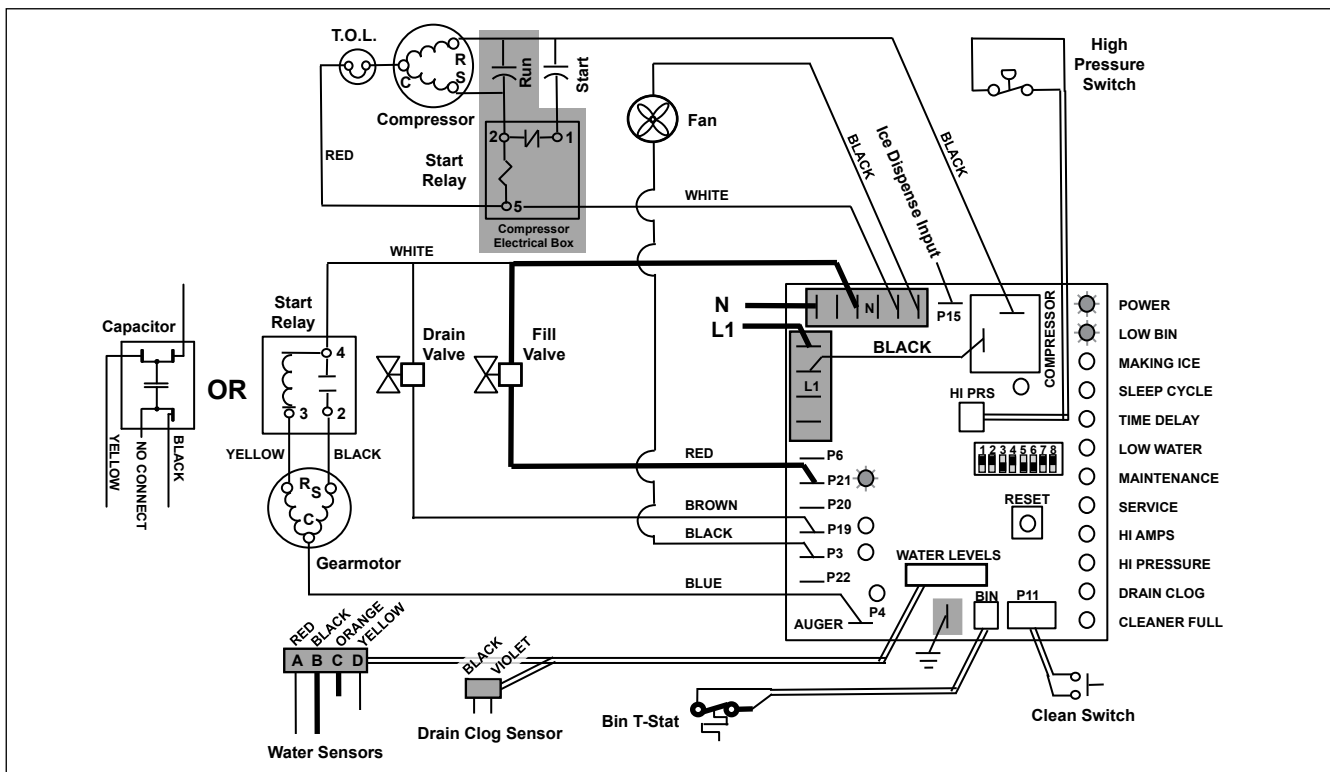 T.O.L.
R
S
C
Compressor
Run
Start
2
1
Start
Relay
5
Compressor
Electrical Box
RED
WHITE
Fan
BLACK
Ice Dispense Input
BLACK
High
Pressure
Switch
WHITE
Capacitor
YELLOW
NO CONNECT
BLACK
OR
Start
Relay
4
3
2
YELLOW
BLACK
R
S
C
Gearmotor
Drain
Valve
Fill
Valve
N
L1
N
P15
COMPRESSOR
BLACK
L1
HI PRS
1 2 3 4 5 6 7 8
RESET
RED
P6
P21
BROWN
P20
P19
BLACK
P3
P22
BLUE
P4
AUGER
WATER LEVELS
BIN
P11
POWER
LOW BIN
MAKING ICE
SLEEP CYCLE
TIME DELAY
LOW WATER
MAINTENANCE
SERVICE
HI AMPS
HI PRESSURE
DRAIN CLOG
CLEANER FULL
RED
BLACK
ORANGE
YELLOW
A B C D
Water Sensors
BLACK
VIOLET
Drain Clog Sensor
Bin T-Stat
Clean Switch